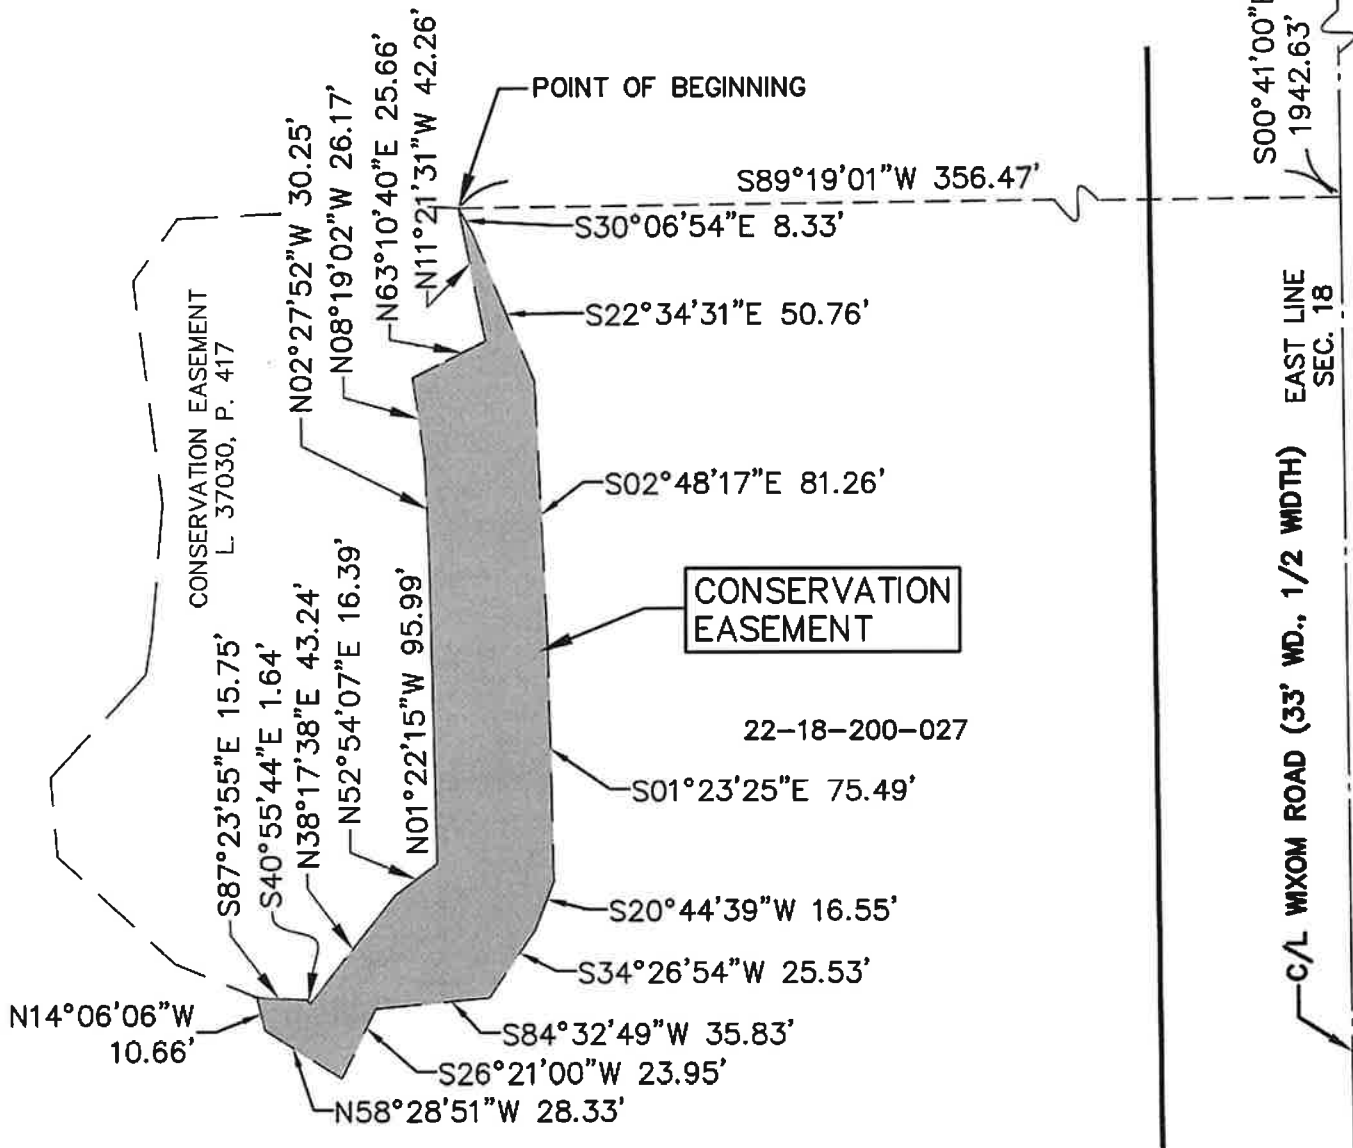 S00°41'00"E
1942.63'
POINT OF BEGINNING
S89°19'01"W 356.47'
N02°27'52"W 30.25'
N08°19'02"W 26.17'
N63°10'40"E 25.66'
N11°21'31"W 42.26'
S30°06'54"E 8.33'
S22°34'31"E 50.76'
EAST LINE
SEC. 18
CONSERVATION EASEMENT
L. 37030, P. 417
S02°48'17"E 81.26'
CONSERVATION
EASEMENT
22-18-200-027
C/L WIXOM ROAD (33' WD., 1/2 WIDTH)
S87°23'55"E 15.75'
S40°55'44"E 1.64'
N38°17'38"E 43.24'
N52°54'07"E 16.39'
N01°22'15"W 95.99'
S01°23'25"E 75.49'
S20°44'39"W 16.55'
S34°26'54"W 25.53'
S84°32'49"W 35.83'
S26°21'00"W 23.95'
N58°28'51"W 28.33'
N14°06'06"W
10.66'